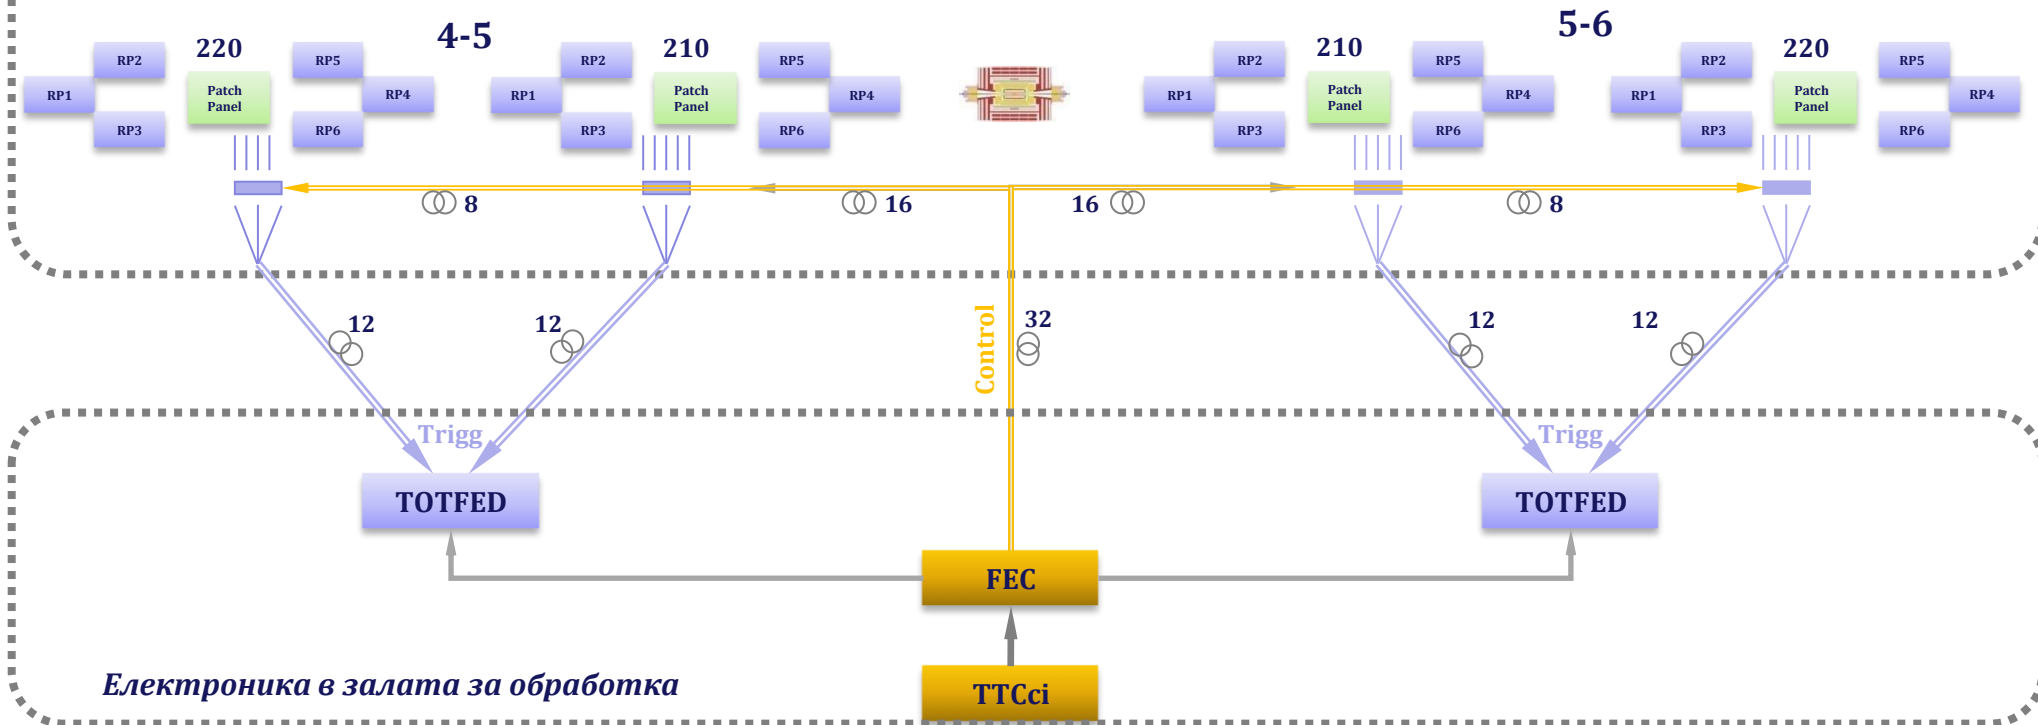 4-5
5-6
220
210
210
220
RP2
RP5
RP2
RP5
RP2
RP5
RP2
RP5
RP1
Patch
Panel
RP4
RP1
Patch
Panel
RP4
RP1
Patch
Panel
RP4
RP1
Patch
Panel
RP4
RP3
RP6
RP3
RP6
RP3
RP6
RP3
RP6
8
16
16
8
12
12
32
12
12
Control
Trigg
Trigg
TOTFED
TOTFED
FEC
TTCci
Електроника в залата за обработка